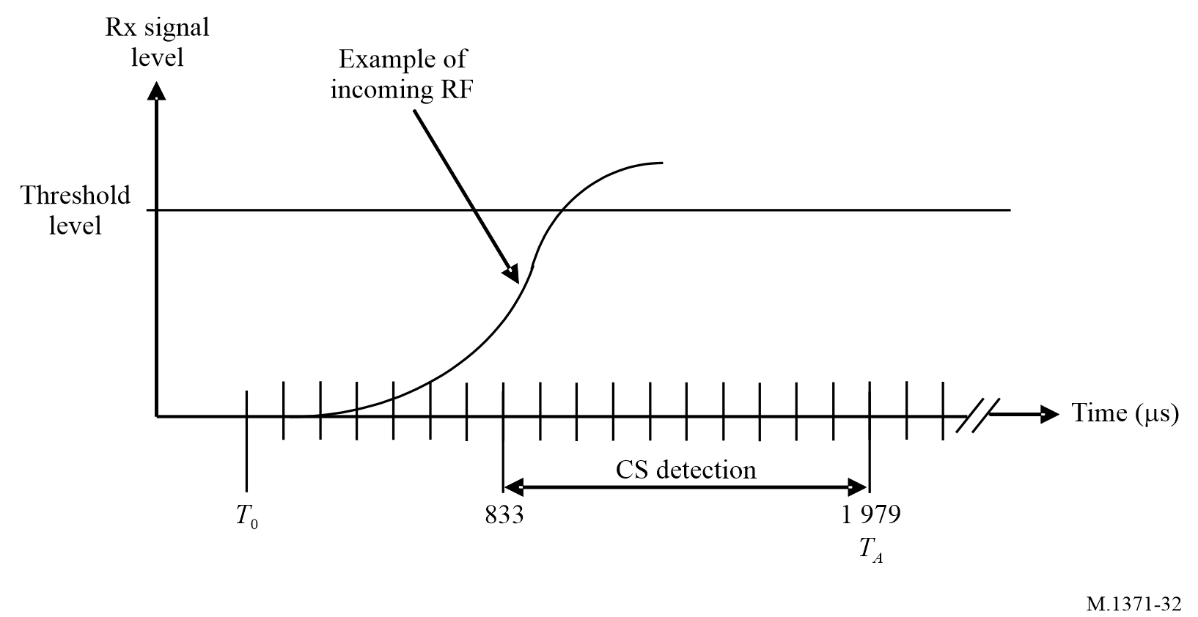 Rx signal
level
Example of
incoming RF
Threshold
level
Time (μs)
CS detection
T0
833
1 979
TA
M.1371-32